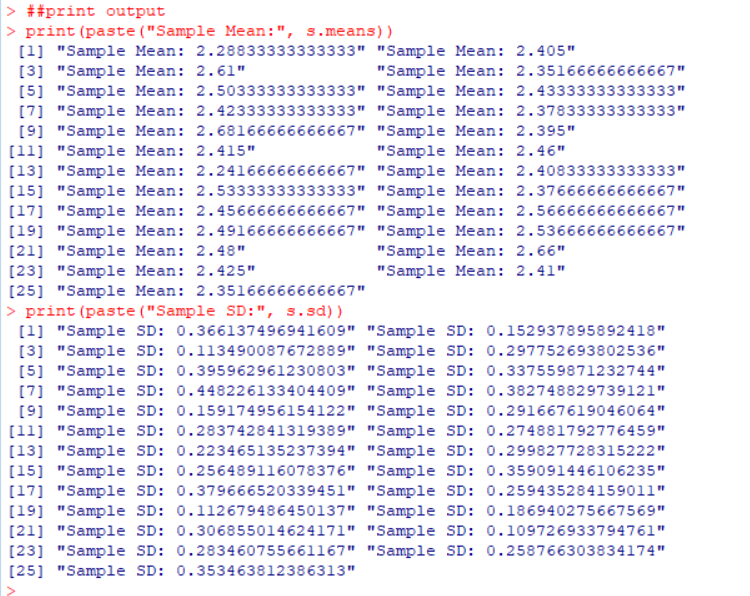 > ##print output
> print(paste("Sample Mean:", s.means))
[1] "Sample Mean: 2.28833333333333" "Sample Mean: 2.405"
[3] "Sample Mean: 2.61" "Sample Mean: 2.35166666666667"
[5] "Sample Mean: 2.50333333333333" "Sample Mean: 2.43333333333333"
[7] "Sample Mean: 2.42333333333333" "Sample Mean: 2.37833333333333"
[9] "Sample Mean: 2.68166666666667" "Sample Mean: 2.395"
[11] "Sample Mean: 2.415" "Sample Mean: 2.46"
[13] "Sample Mean: 2.24166666666667" "Sample Mean: 2.40833333333333"
[15] "Sample Mean: 2.53333333333333" "Sample Mean: 2.37666666666667"
[17] "Sample Mean: 2.45666666666667" "Sample Mean: 2.56666666666667"
[19] "Sample Mean: 2.49166666666667" "Sample Mean: 2.53666666666667"
[21] "Sample Mean: 2.48" "Sample Mean: 2.66"
[23] "Sample Mean: 2.425" "Sample Mean: 2.41"
[25] "Sample Mean: 2.35166666666667"
> print(paste("Sample SD:", s.sd))
[1] "Sample SD: 0.366137496941609" "Sample SD: 0.152937895892418"
[3] "Sample SD: 0.113490087672889" "Sample SD: 0.297752693802536"
[5] "Sample SD: 0.395962961230803" "Sample SD: 0.337559871232744"
[7] "Sample SD: 0.448226133404409" "Sample SD: 0.382748829739121"
[9] "Sample SD: 0.159174956154122" "Sample SD: 0.291667619046064"
[11] "Sample SD: 0.283742841319389" "Sample SD: 0.274881792776459"
[13] "Sample SD: 0.223465135237394" "Sample SD: 0.299827728315222"
[15] "Sample SD: 0.256489116078376" "Sample SD: 0.359091446106235"
[17] "Sample SD: 0.379666520339451" "Sample SD: 0.259435284159011"
[19] "Sample SD: 0.112679486450137" "Sample SD: 0.186940275667569"
[21] "Sample SD: 0.306855014624171" "Sample SD: 0.109726933794761"
[23] "Sample SD: 0.283460755661167" "Sample SD: 0.258766303834174"
[25] "Sample SD: 0.353463812386313"
>